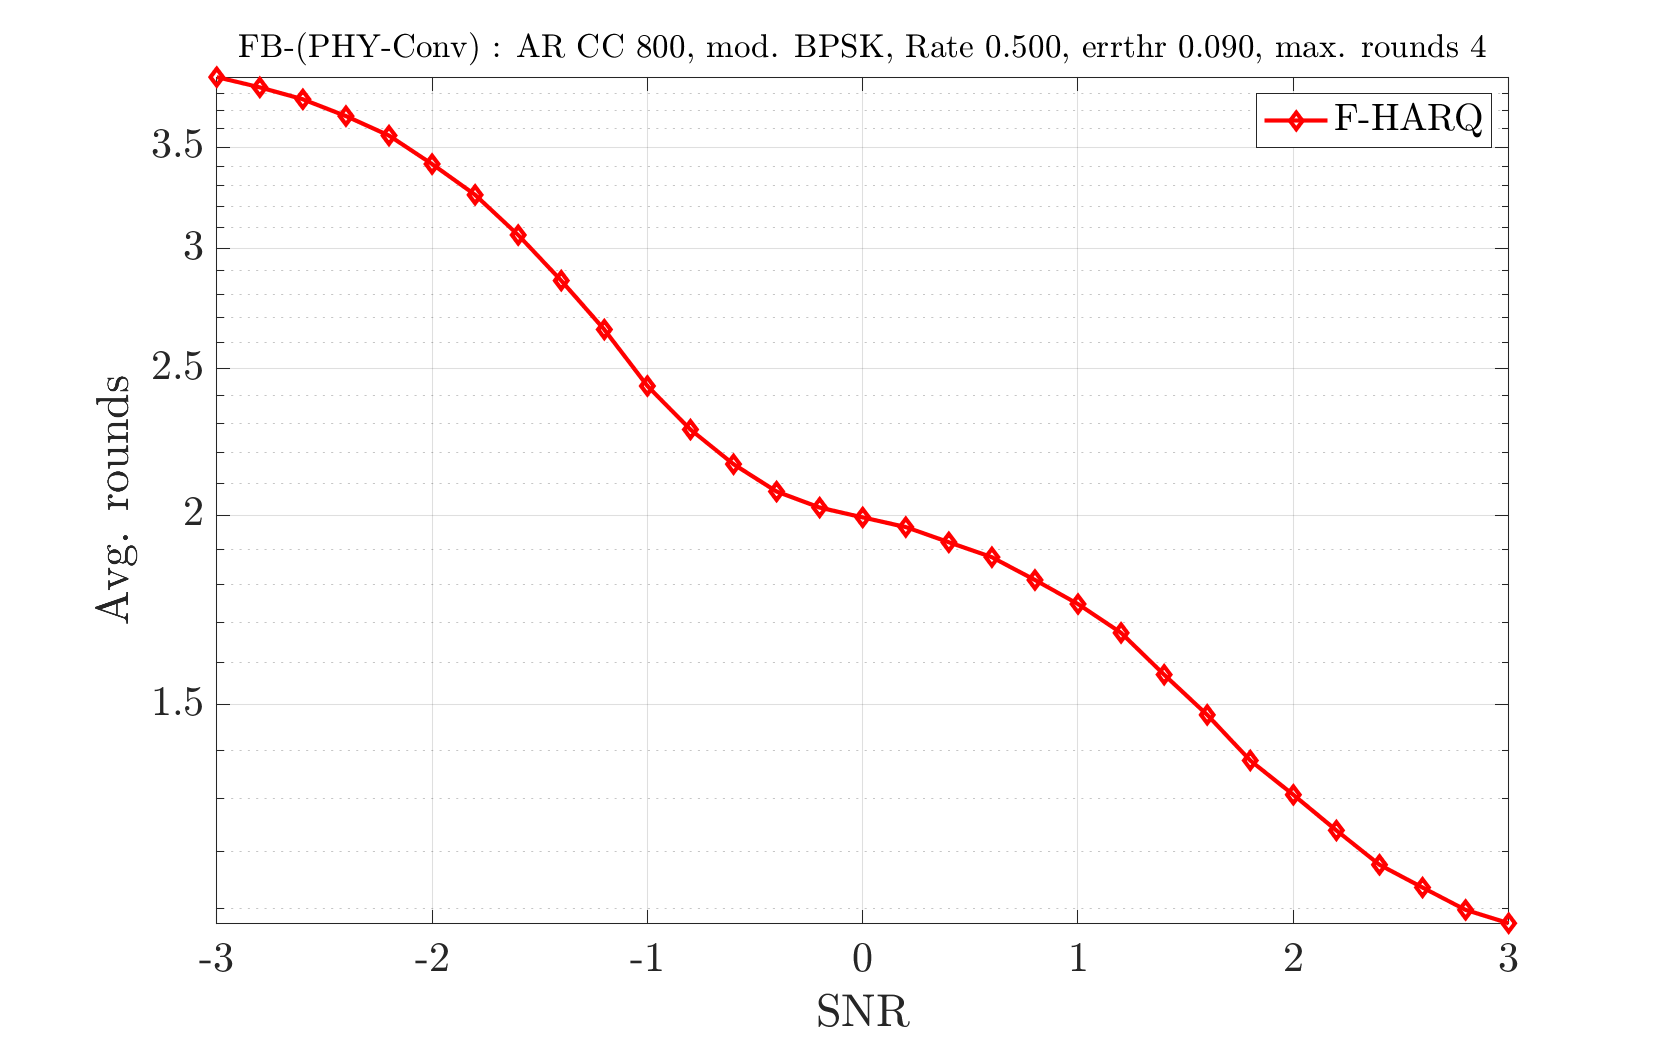 FB-(PHY-Conv) : AR CC 800, mod. BPSK, Rate 0.500, errthr 0.090, max. rounds 4
F-HARQ
3.5
3
2.5
2
1.5
Avg. rounds
-3 -2 -1 0 1 2 3
SNR